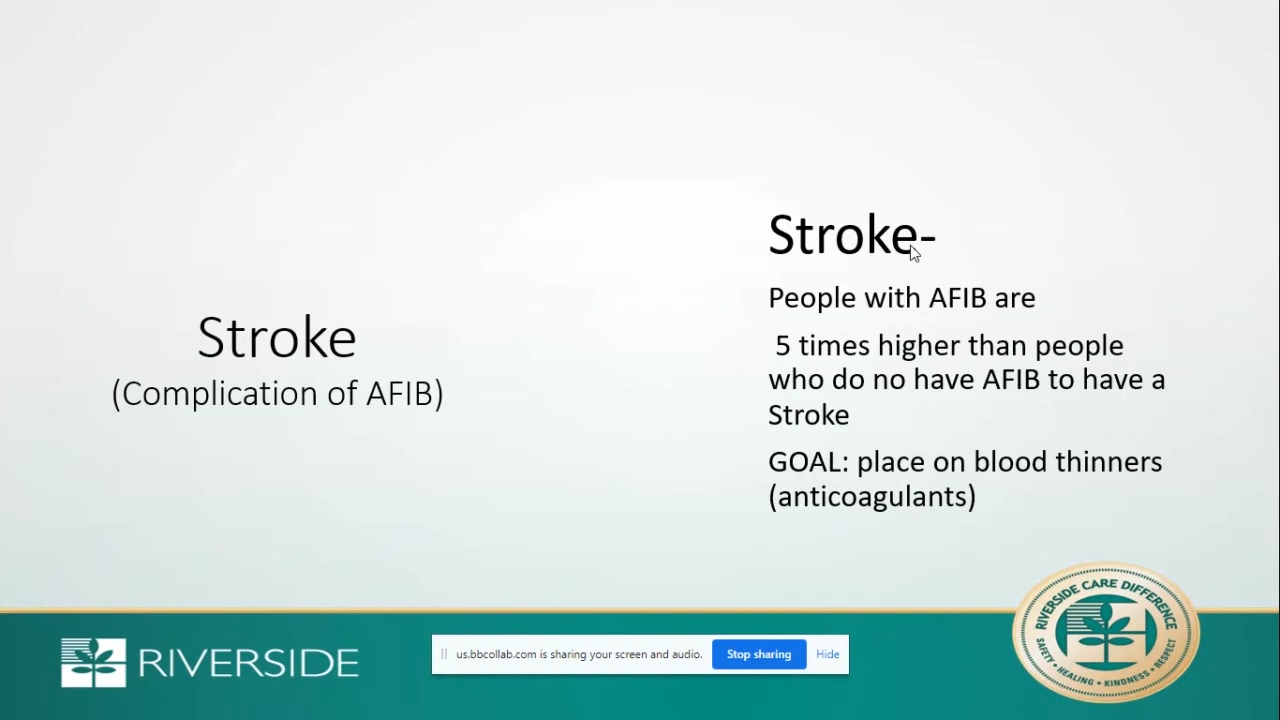 Stroke
(Complication of AFIB)
Stroke-
People with AFIB are
5 times higher than people
who do no have AFIB to have a
Stroke
GOAL: place on blood thinners
(anticoagulants)
RIVERSIDE
us.bbcollab.com is sharing your screen and audio.
Stop sharing
Hide
RIVERSIDE CARE DIFFERENCE
SAFETY • HEALING • KINDNESS • RESPECT